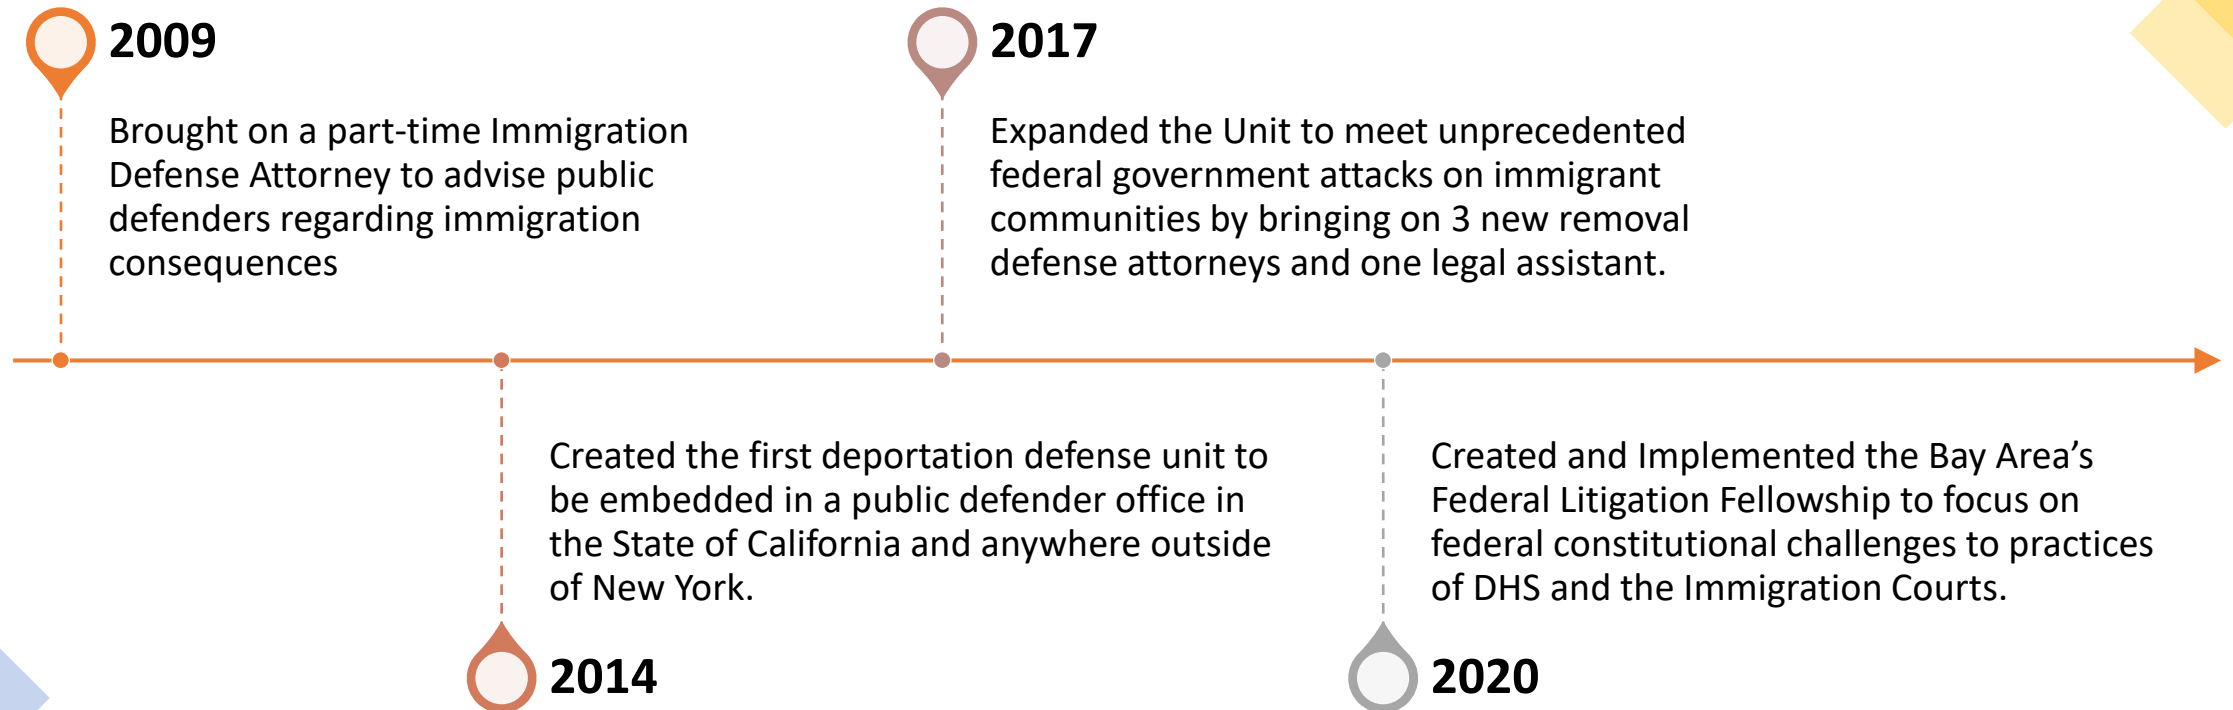 2009
Brought on a part-time Immigration
Defense Attorney to advise public
defenders regarding immigration
consequences
2014
Created the first deportation defense unit to
be embedded in a public defender office in
the State of California and anywhere outside
of New York.
2017
Expanded the Unit to meet unprecedented
federal government attacks on immigrant
communities by bringing on 3 new removal
defense attorneys and one legal assistant.
2020
Created and Implemented the Bay Area’s
Federal Litigation Fellowship to focus on
federal constitutional challenges to practices
of DHS and the Immigration Courts.